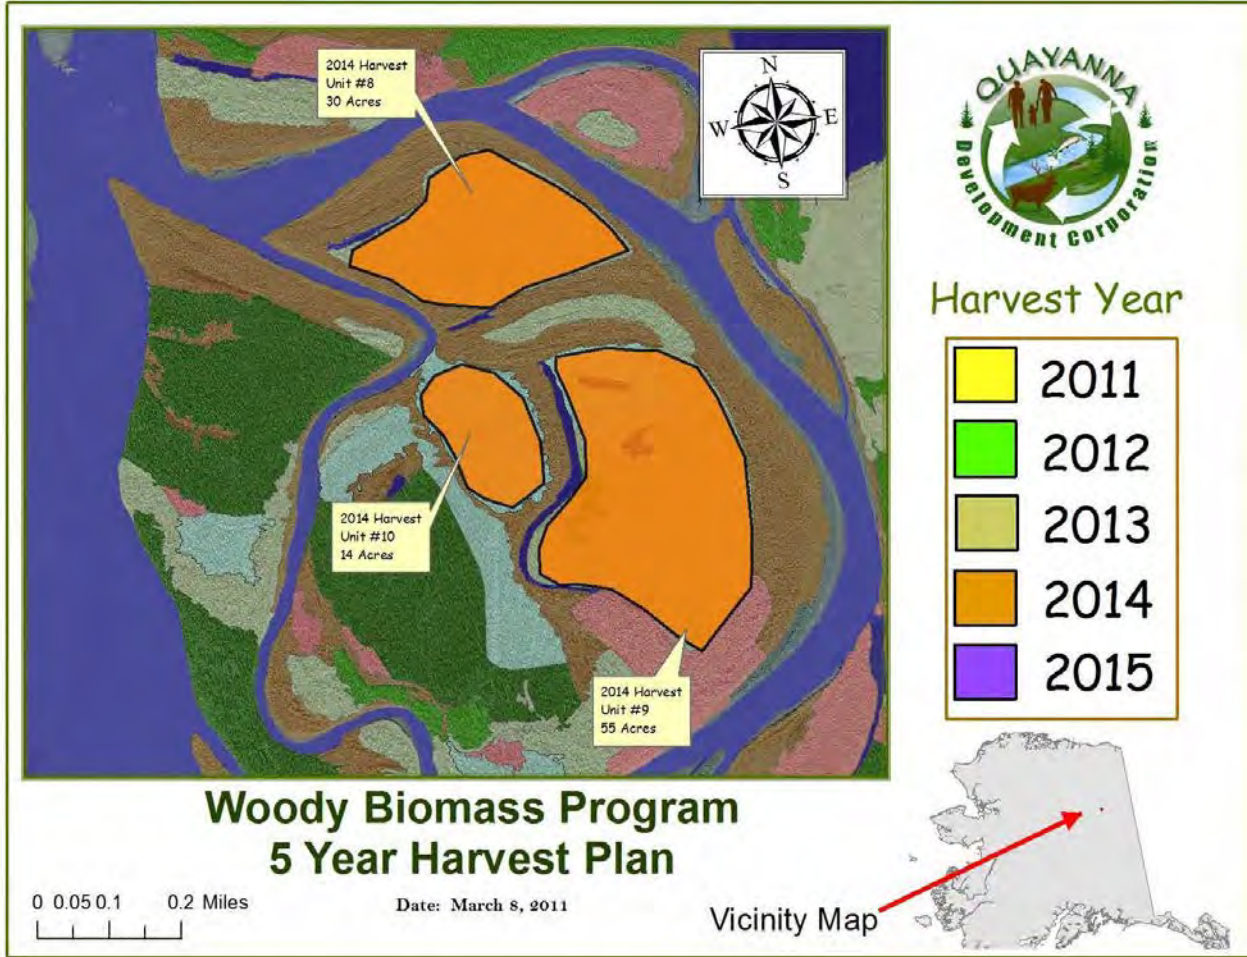 2014 Harvest
Unit #8
30 Acres
N
W
E
S
QUAYANNA
Development Corporation
Harvest Year
2011
2012
2013
2014
2015
2014 Harvest
Unit #10
14 Acres
2014 Harvest
Unit #9
55 Acres
Woody Biomass Program
5 Year Harvest Plan
Date: March 8, 2011
0 0.05 0.1 0.2 Miles
Vicinity Map